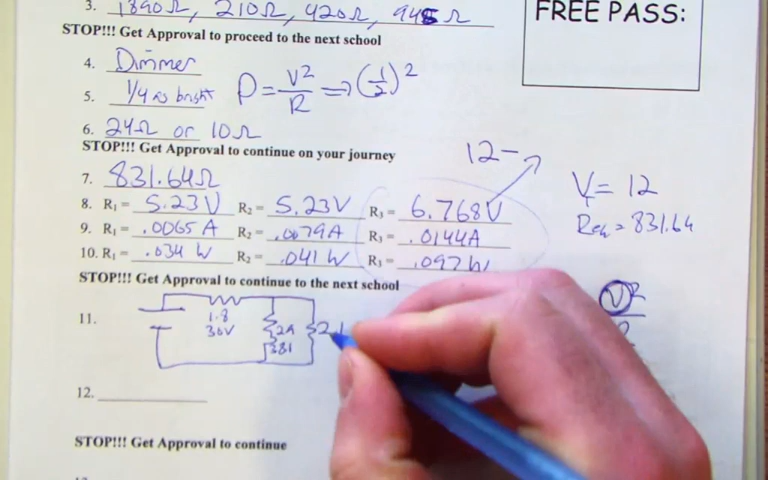 3. 1890Ω, 210Ω, 420Ω, 945Ω
FREE PASS:
STOP!!! Get Approval to proceed to the next school
4. Dimmer
5. 1/4 as bright P = V²/R ⇒ (1/2)²
6. 24Ω or 10Ω
STOP!!! Get Approval to continue on your journey
12-
7. 831.64Ω
V = 12
8. R₁ = 5.23V R₂ = 5.23V R₃ = 6.768V
Req = 831.64
9. R₁ = .0065A R₂ = .0079A R₃ = .0144A
10. R₁ = .034 W R₂ = .041 W R₃ = .097 W
STOP!!! Get Approval to continue to the next school
11. 1.8
30V 2A
12.
STOP!!! Get Approval to continue